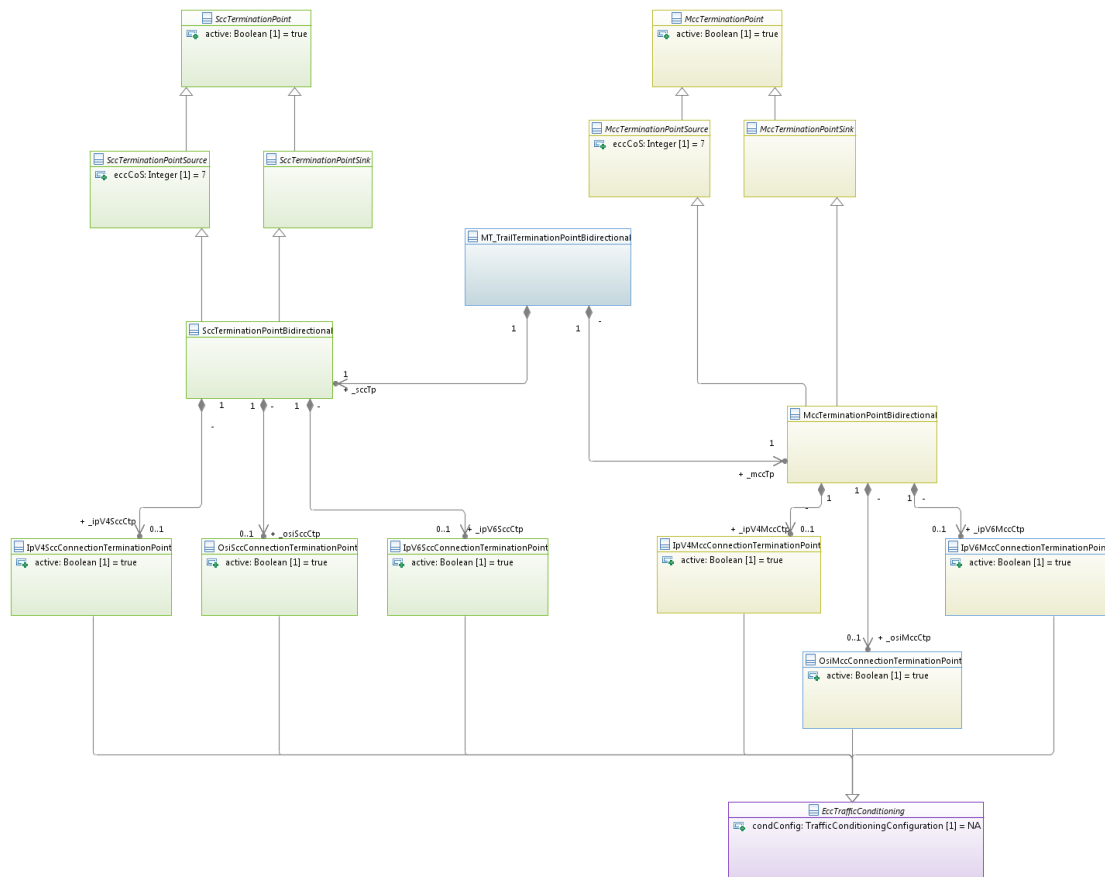 SccTerminationPoint
active: Boolean [1] = true
MccTerminationPoint
active: Boolean [1] = true
SccTerminationPointSource
eccCoS: Integer [1] = 7
SccTerminationPointSink
MccTerminationPointSource
eccCoS: Integer [1] = 7
MccTerminationPointSink
MT_TrailTerminationPointBidirectional
1
1
-
SccTerminationPointBidirectional
1
+ _sccTp
1
-
1
-
1
-
MccTerminationPointBidirectional
1
+ _mccTp
1
-
1
-
1
-
+ _ipV4SccCtp
0..1
0..1
+ _osiSccCtp
0..1
+ _ipV6SccCtp
+ _ipV4MccCtp
0..1
0..1
+ _ipV6MccCtp
IpV4SccConnectionTerminationPoint
active: Boolean [1] = true
OsiSccConnectionTerminationPoint
active: Boolean [1] = true
IpV6SccConnectionTerminationPoint
active: Boolean [1] = true
IpV4MccConnectionTerminationPoint
active: Boolean [1] = true
IpV6MccConnectionTerminationPoint
active: Boolean [1] = true
0..1
+ _osiMccCtp
OsiMccConnectionTerminationPoint
active: Boolean [1] = true
EccTrafficConditioning
condConfig: TrafficConditioningConfiguration [1] = NA